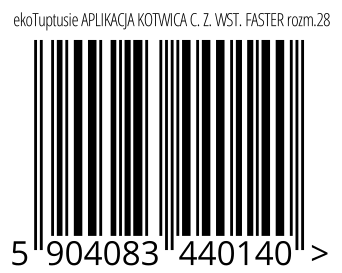 ekoTuptusie APLIKACJA KOTWICA C. Z. WST. FASTER rozm.28
5 904083 440140 >